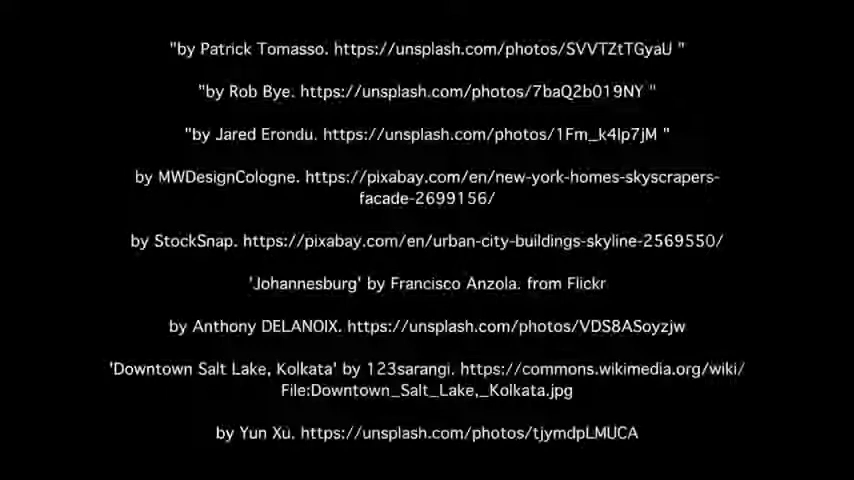 "by Patrick Tomasso. https://unsplash.com/photos/SVVTZtTGyaU "
"by Rob Bye. https://unsplash.com/photos/7baQ2b019NY "
"by Jared Erondu. https://unsplash.com/photos/1Fm_k4lp7jM "
by MWDesignCologne. https://pixabay.com/en/new-york-homes-skyscrapers-
facade-2699156/
by StockSnap. https://pixabay.com/en/urban-city-buildings-skyline-2569550/
'Johannesburg' by Francisco Anzola. from Flickr
by Anthony DELANOIX. https://unsplash.com/photos/VDS8ASoyzjw
'Downtown Salt Lake, Kolkata' by 123sarangi. https://commons.wikimedia.org/wiki/
File:Downtown_Salt_Lake,_Kolkata.jpg
by Yun Xu. https://unsplash.com/photos/tjymdpLMUCA